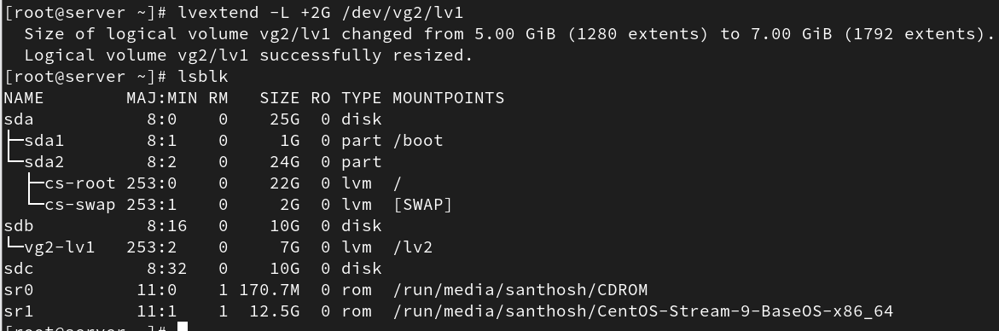 [root@server ~]# lvextend -L +2G /dev/vg2/lv1
  Size of logical volume vg2/lv1 changed from 5.00 GiB (1280 extents) to 7.00 GiB (1792 extents).
  Logical volume vg2/lv1 successfully resized.
[root@server ~]# lsblk
NAME        MAJ:MIN RM   SIZE RO TYPE MOUNTPOINTS
sda           8:0    0    25G  0 disk
├─sda1        8:1    0     1G  0 part /boot
└─sda2        8:2    0    24G  0 part
  ├─cs-root 253:0    0    22G  0 lvm  /
  └─cs-swap 253:1    0     2G  0 lvm  [SWAP]
sdb           8:16   0    10G  0 disk
└─vg2-lv1   253:2    0     7G  0 lvm  /lv2
sdc           8:32   0    10G  0 disk
sr0          11:0    1 170.7M  0 rom  /run/media/santhosh/CDROM
sr1          11:1    1  12.5G  0 rom  /run/media/santhosh/CentOS-Stream-9-BaseOS-x86_64
[root@server ~]#